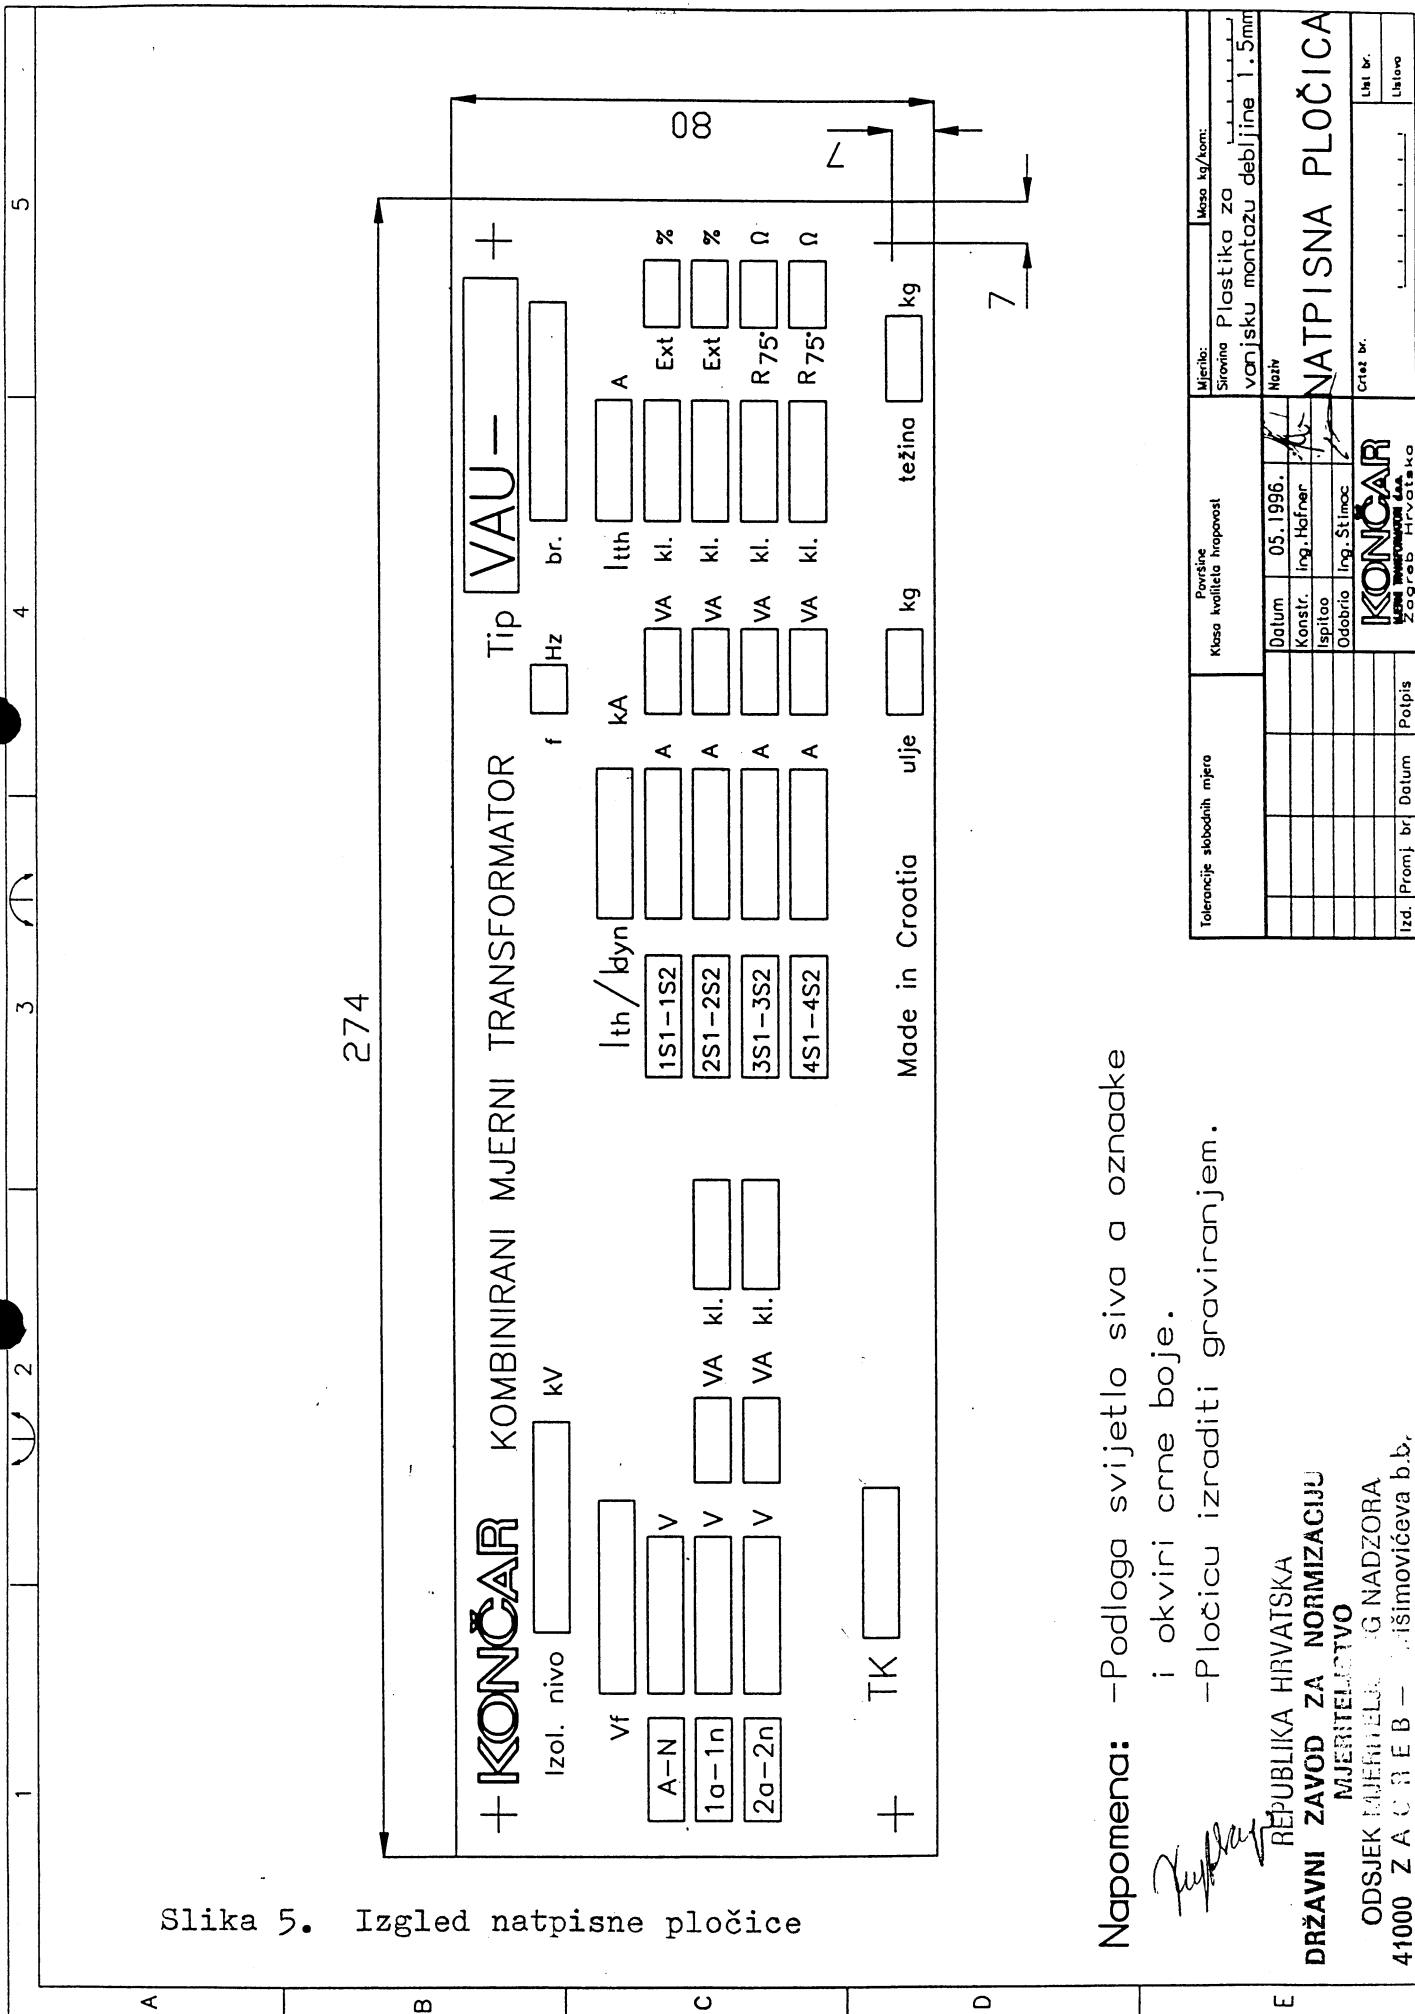 1 2 3 4 5
A
B
C
D
E
274
80
7
7
KONČAR KOMBINIRANI MJERNI TRANSFORMATOR Tip VAU-
Izol. nivo kV f Hz br.
Vf Ith/Idyn kA Itth A
A-N V 1S1-1S2 A VA kl. Ext %
1a-1n V VA kl. 2S1-2S2 A VA kl. Ext %
2a-2n V VA kl. 3S1-3S2 A VA kl. R75° Ω
4S1-4S2 A VA kl. R75° Ω
TK Made in Croatia ulje kg težina kg
Slika 5. Izgled natpisne pločice
Napomena: -Podloga svijetlo siva a oznaake
i okviri crne boje.
-Pločicu izraditi graviranjem.
REPUBLIKA HRVATSKA
DRŽAVNI ZAVOD ZA NORMIZACIJU
MJERITELJSTVO
ODSJEK NADZORA
41000 ZAGREB - b.b.
Tolerancije slobodnih mjera
Površine
Klasa kvaliteta hrapavost
Mjerilo:
Masa kg/kom:
Sirovina Plastika za
vanjsku montažu debljine 1.5mm
Datum 05.1996.
Konstr. ing.Hafner
Ispitao
Odobrio ing.Štimac
Naziv
NATPISNA PLOČICA
KONČAR
MJERNI TRANSFORMATORI d.o.o.
Zagreb Hrvatska
Crtež br.
List br.
Listova
Izd. Promj. br. Datum Potpis